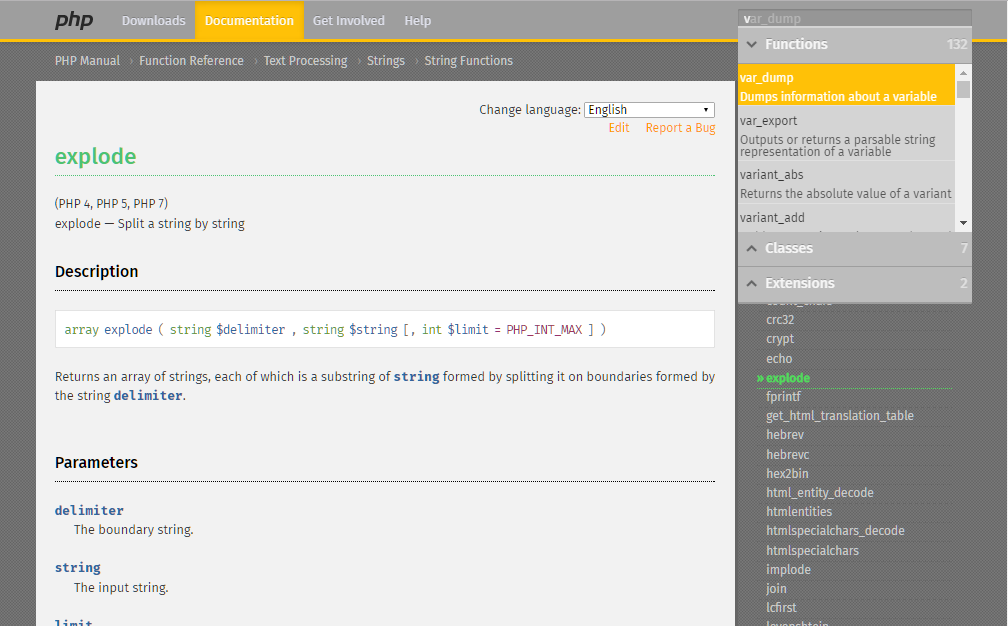 php
Downloads
Documentation
Get Involved
Help
var_dump
PHP Manual › Function Reference › Text Processing › Strings › String Functions
Change language: English
Edit Report a Bug
explode
(PHP 4, PHP 5, PHP 7)
explode — Split a string by string
Description
array explode ( string $delimiter , string $string [, int $limit = PHP_INT_MAX ] )
Returns an array of strings, each of which is a substring of string formed by splitting it on boundaries formed by
the string delimiter.
Parameters
delimiter
The boundary string.
string
The input string.
limit
Functions 132
var_dump
Dumps information about a variable
var_export
Outputs or returns a parsable string
representation of a variable
variant_abs
Returns the absolute value of a variant
variant_add
Classes 7
Extensions 2
crc32
crypt
echo
» explode
fprintf
get_html_translation_table
hebrev
hebrevc
hex2bin
html_entity_decode
htmlentities
htmlspecialchars_decode
htmlspecialchars
implode
join
lcfirst